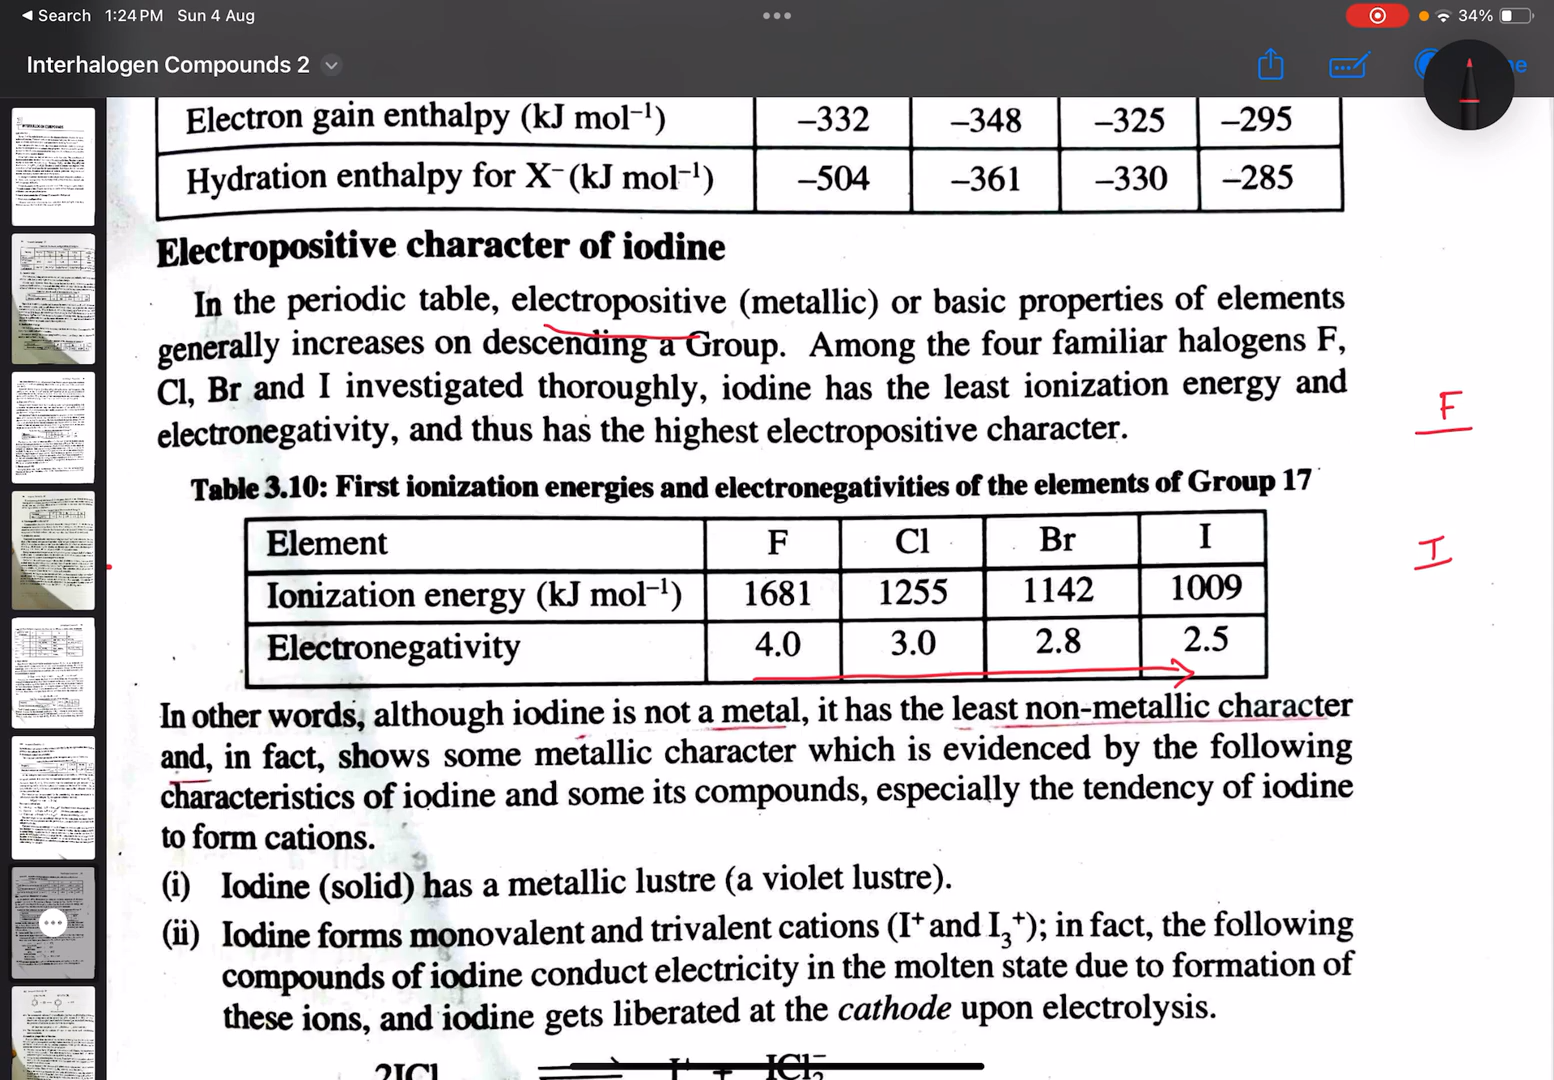 ◀ Search 1:24 PM Sun 4 Aug
34%
Interhalogen Compounds 2
Electron gain enthalpy (kJ mol⁻¹) –332 –348 –325 –295
Hydration enthalpy for X⁻ (kJ mol⁻¹) –504 –361 –330 –285
Electropositive character of iodine
In the periodic table, electropositive (metallic) or basic properties of elements
generally increases on descending a Group. Among the four familiar halogens F,
Cl, Br and I investigated thoroughly, iodine has the least ionization energy and
electronegativity, and thus has the highest electropositive character.
F
Table 3.10: First ionization energies and electronegativities of the elements of Group 17
Element F Cl Br I
I
Ionization energy (kJ mol⁻¹) 1681 1255 1142 1009
Electronegativity 4.0 3.0 2.8 2.5
In other words, although iodine is not a metal, it has the least non-metallic character
and, in fact, shows some metallic character which is evidenced by the following
characteristics of iodine and some its compounds, especially the tendency of iodine
to form cations.
(i) Iodine (solid) has a metallic lustre (a violet lustre).
(ii) Iodine forms monovalent and trivalent cations (I⁺ and I₃⁺); in fact, the following
compounds of iodine conduct electricity in the molten state due to formation of
these ions, and iodine gets liberated at the cathode upon electrolysis.
2ICl I⁺ + ICl₂⁻